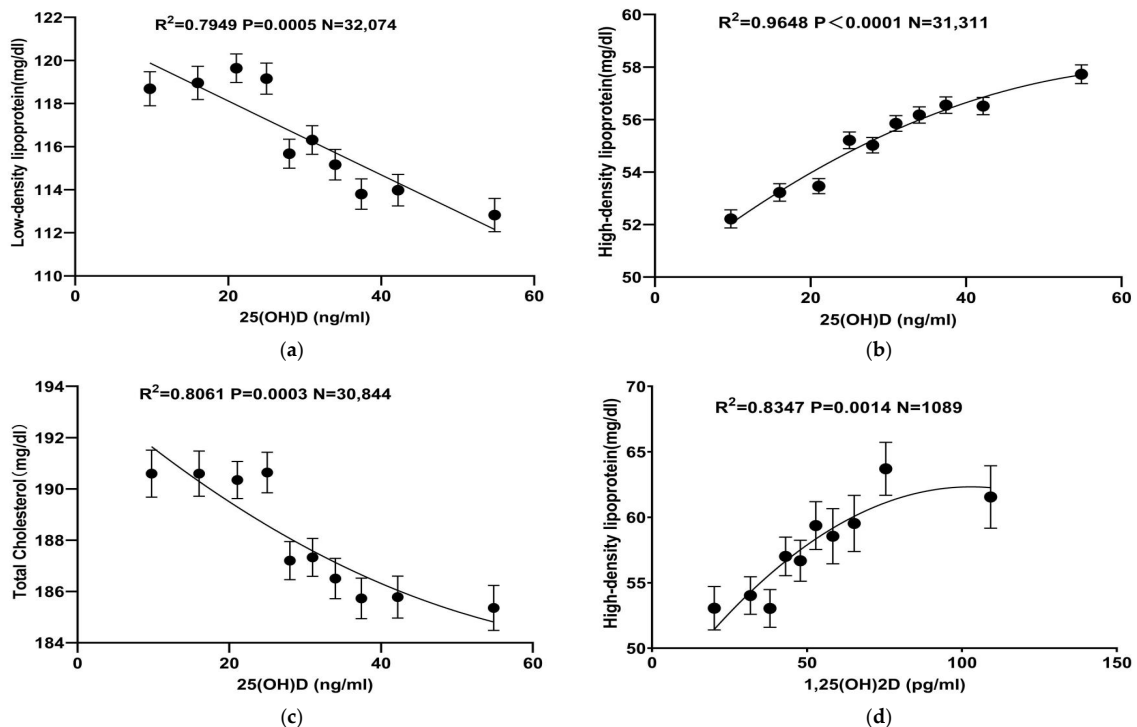 R²=0.7949 P=0.0005 N=32,074
Low-density lipoprotein(mg/dl)
122
120
118
116
114
112
110
0
20
40
60
25(OH)D (ng/ml)
(a)
R²=0.9648 P＜0.0001 N=31,311
High-density lipoprotein(mg/dl)
60
58
56
54
52
50
0
20
40
60
25(OH)D (ng/ml)
(b)
R²=0.8061 P=0.0003 N=30,844
Total Cholesterol（mg/dl）
194
192
190
188
186
184
0
20
40
60
25(OH)D (ng/ml)
(c)
R²=0.8347 P=0.0014 N=1089
High-density lipoprotein(mg/dl)
70
65
60
55
50
0
50
100
150
1,25(OH)2D (pg/ml)
(d)